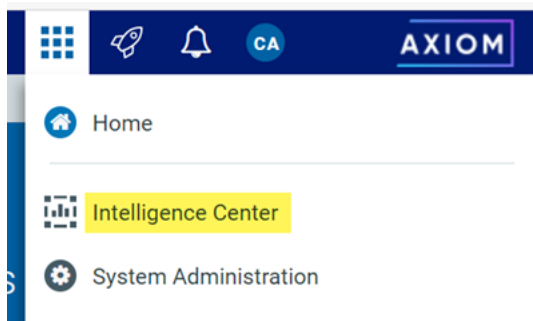 CA
AXIOM
Home
Intelligence Center
S
System Administration